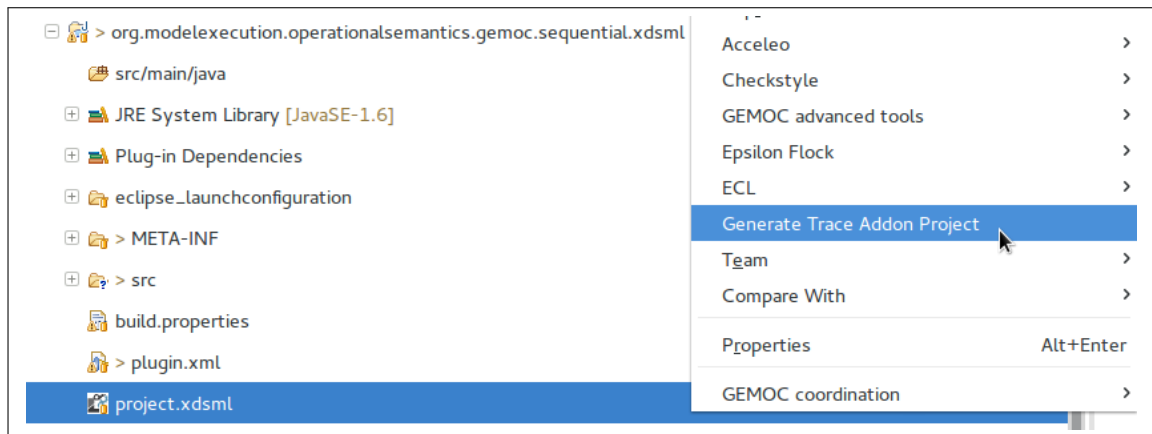 > org.modelexecution.operationalsemantics.gemoc.sequential.xdsml
src/main/java
JRE System Library [JavaSE-1.6]
Plug-in Dependencies
eclipse_launchconfiguration
> META-INF
> src
build.properties
> plugin.xml
project.xdsml
Acceleo
Checkstyle
GEMOC advanced tools
Epsilon Flock
ECL
Generate Trace Addon Project
Team
Compare With
Properties Alt+Enter
GEMOC coordination